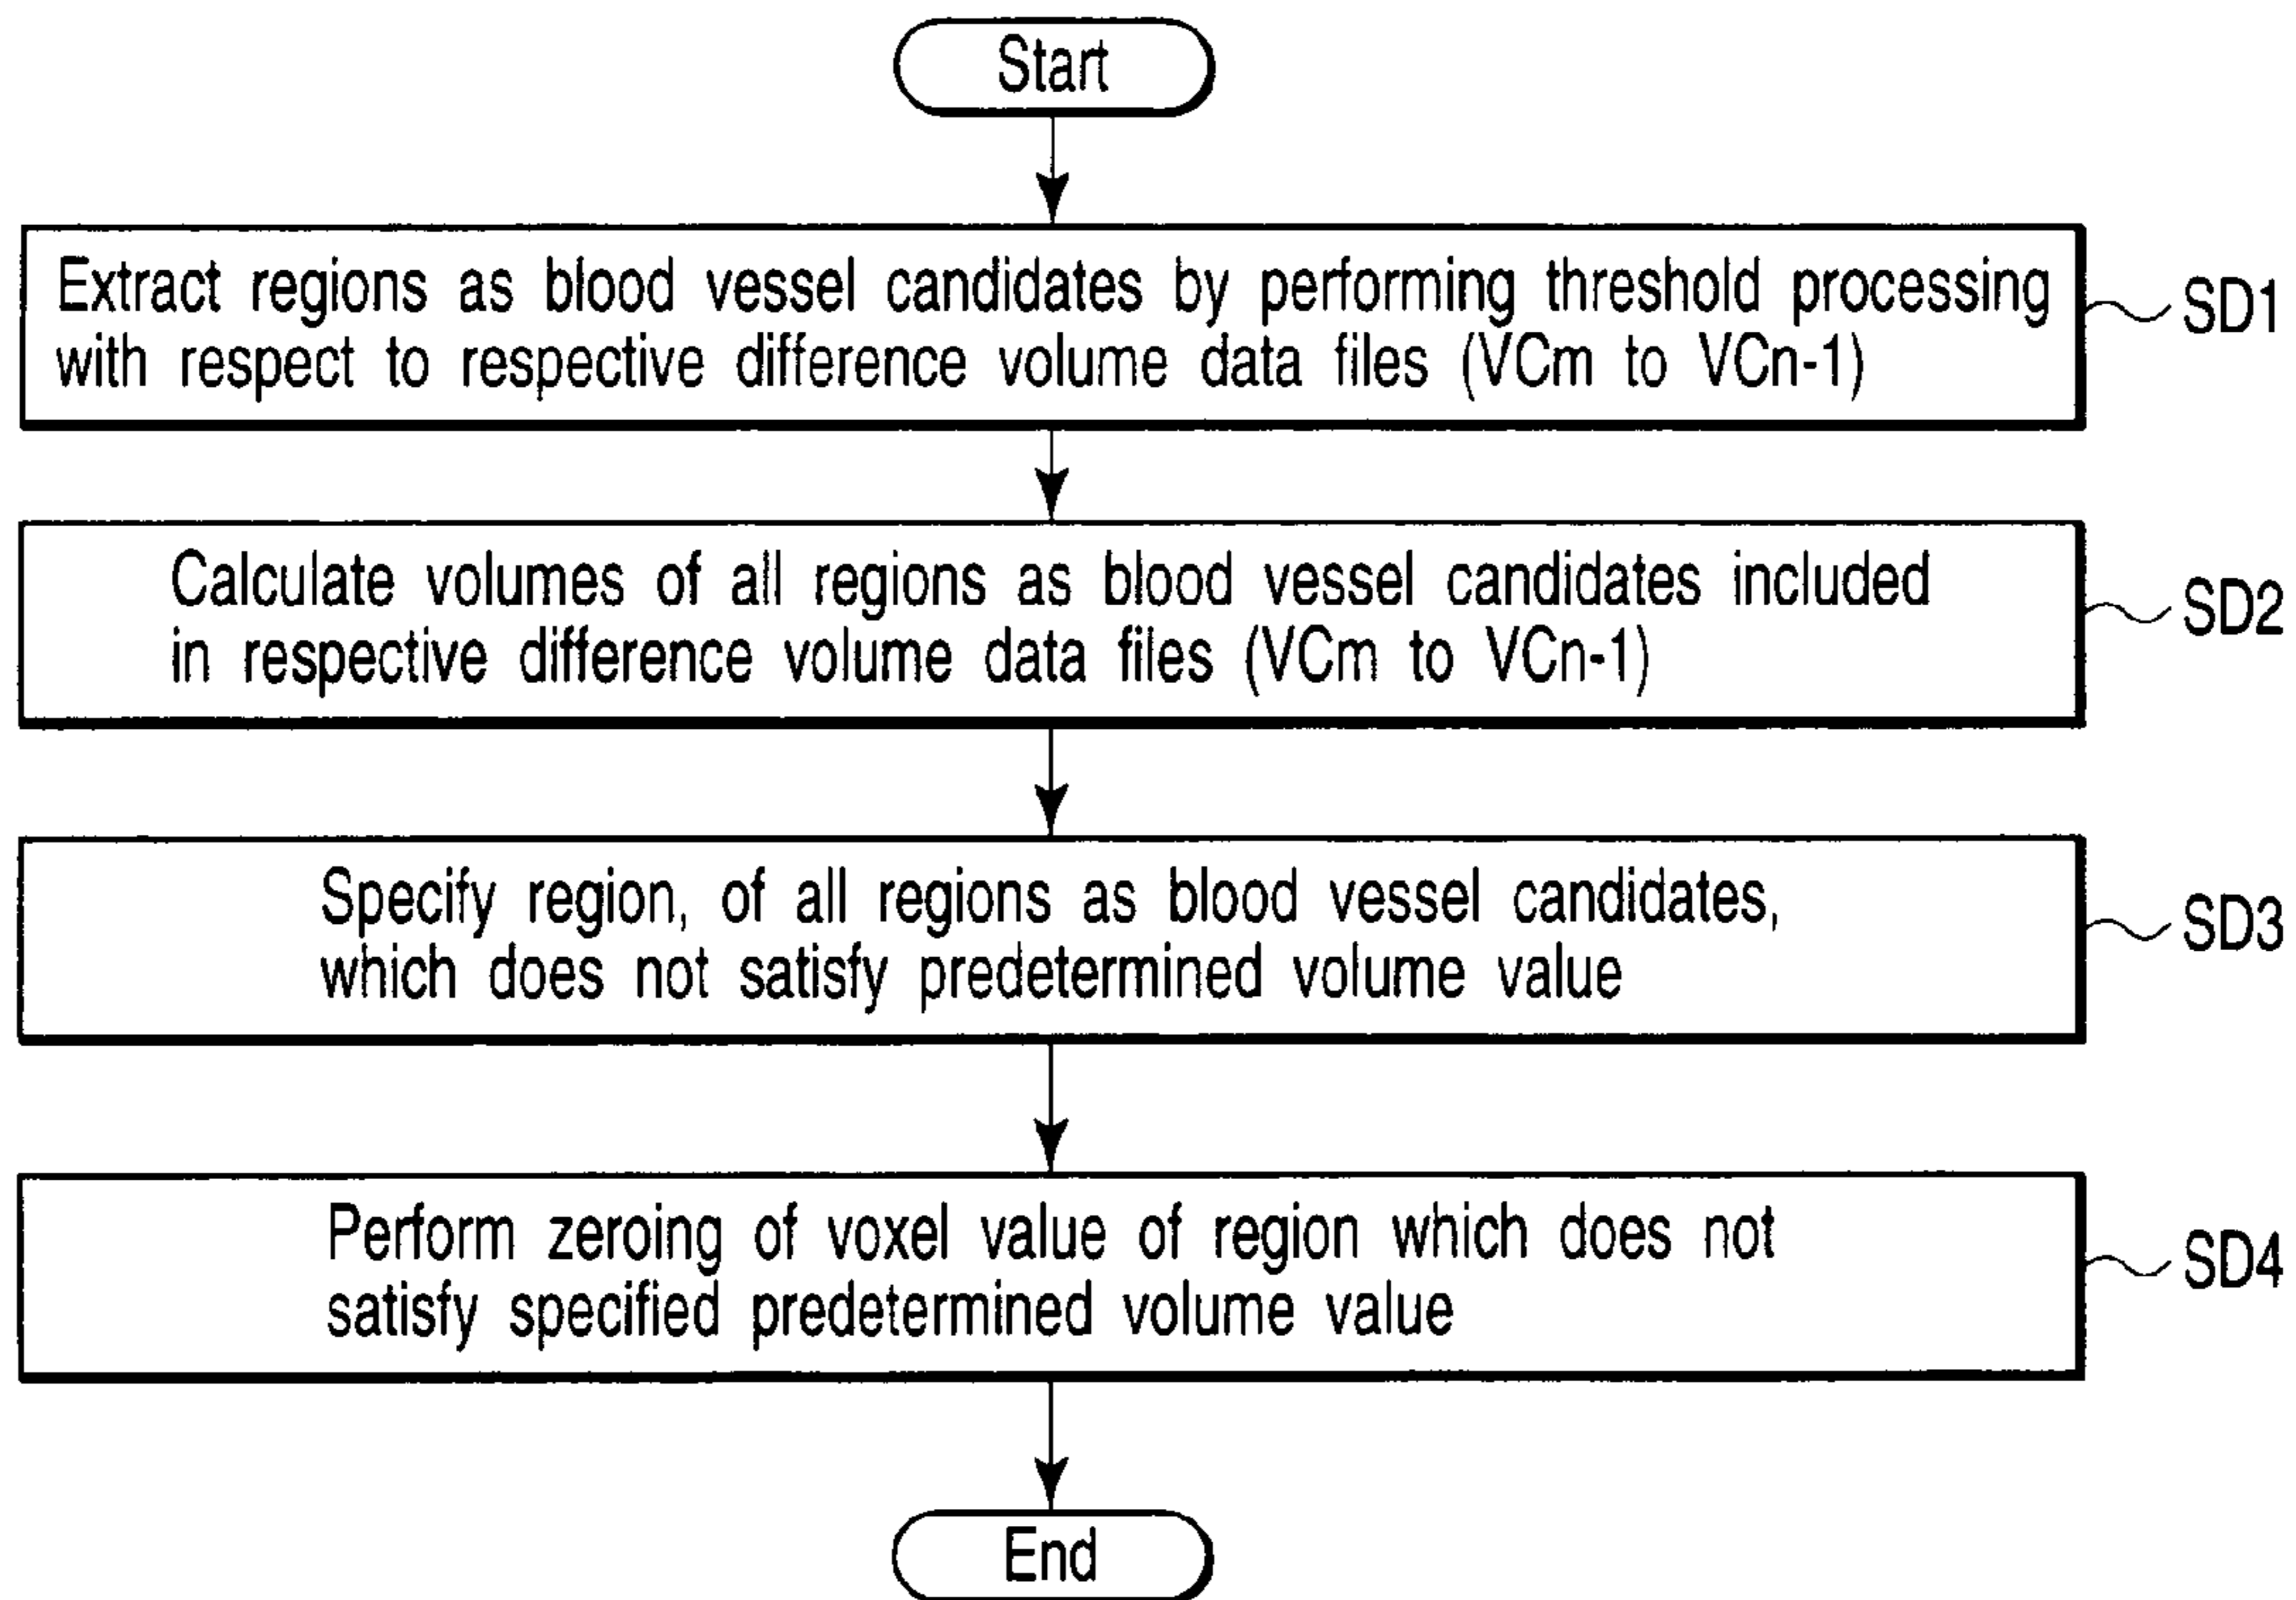 Start
Extract regions as blood vessel candidates by performing threshold processing
with respect to respective difference volume data files (VCm to VCn-1)
SD1
Calculate volumes of all regions as blood vessel candidates included
in respective difference volume data files (VCm to VCn-1)
SD2
Specify region, of all regions as blood vessel candidates,
which does not satisfy predetermined volume value
SD3
Perform zeroing of voxel value of region which does not
satisfy specified predetermined volume value
SD4
End